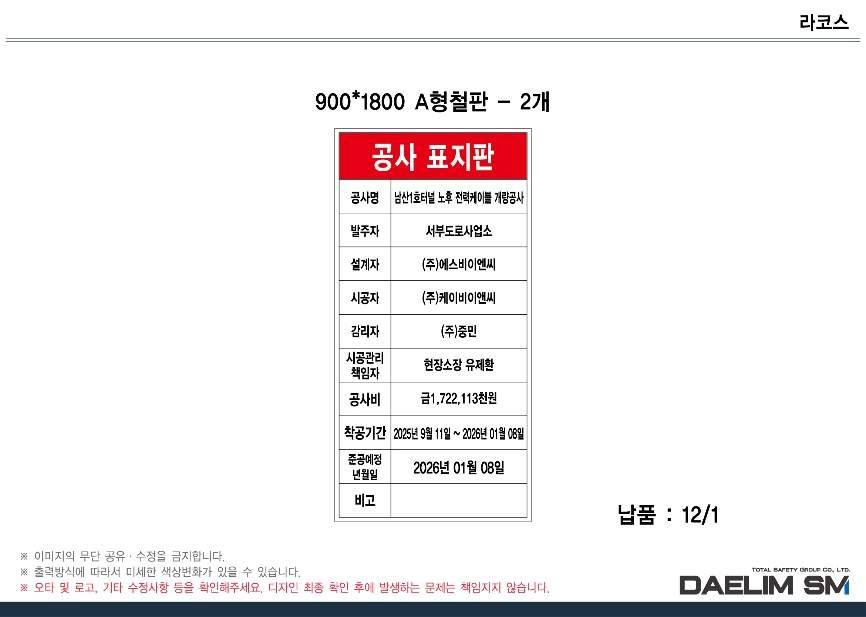 라코스
900*1800 A형철판 - 2개
공사 표지판
공사명 남산1호터널 노후 전력케이블 개량공사
발주자 서부도로사업소
설계자 (주)에스비이엔씨
시공자 (주)케이비이앤씨
감리자 (주)중민
시공관리
책임자
현장소장 유제환
공사비 금1,722,113천원
착공기간 2025년 9월 11일 ~ 2026년 01월 08일
준공예정
년월일
2026년 01월 08일
비고
납품 : 12/1
※ 이미지의 무단 공유 · 수정을 금지합니다.
※ 출력방식에 따라서 미세한 색상변화가 있을 수 있습니다.
※ 오타 및 로고, 기타 수정사항 등을 확인해주세요. 디자인 최종 확인 후에 발생하는 문제는 책임지지 않습니다.
TOTAL SAFETY GROUP CO., LTD.
DAELIM SM